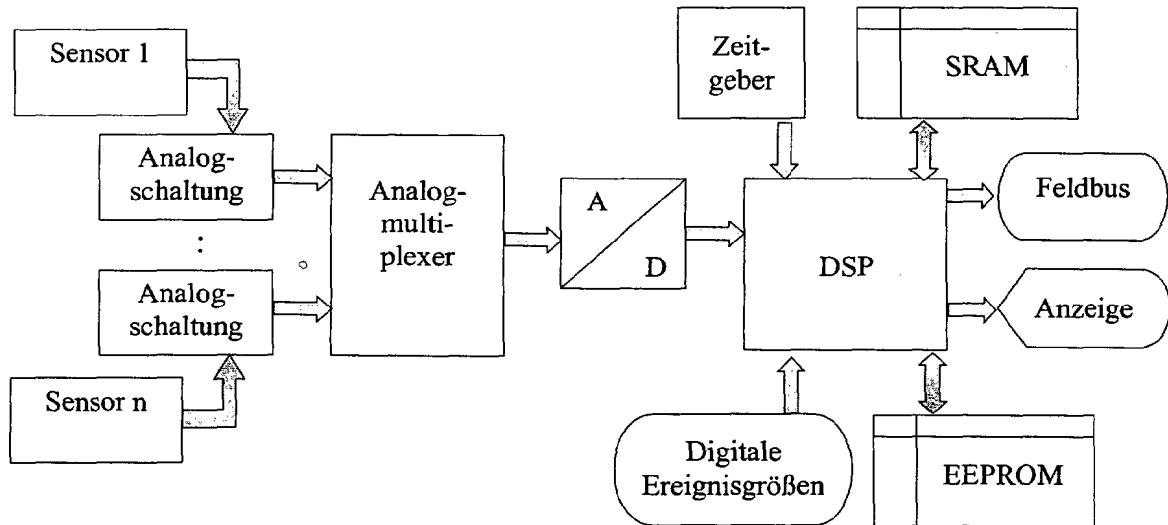 Sensor 1
Zeit-
geber
SRAM
Analog-
schaltung
Analog-
multi-
plexer
A
D
DSP
Feldbus
:
Analog-
schaltung
Anzeige
Sensor n
Digitale
Ereignisgrößen
EEPROM